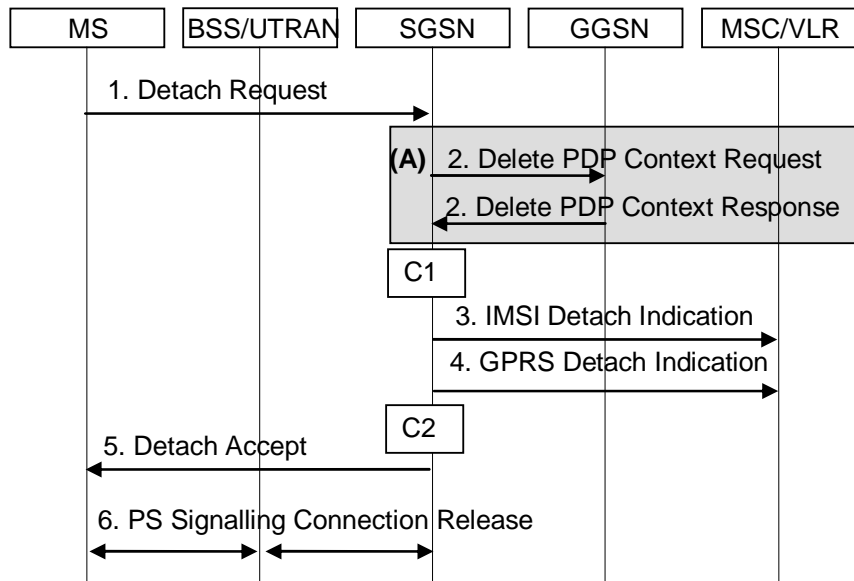 MS BSS/UTRAN SGSN GGSN MSC/VLR
1. Detach Request
(A) 2. Delete PDP Context Request
2. Delete PDP Context Response
C1
3. IMSI Detach Indication
4. GPRS Detach Indication
C2
5. Detach Accept
6. PS Signalling Connection Release